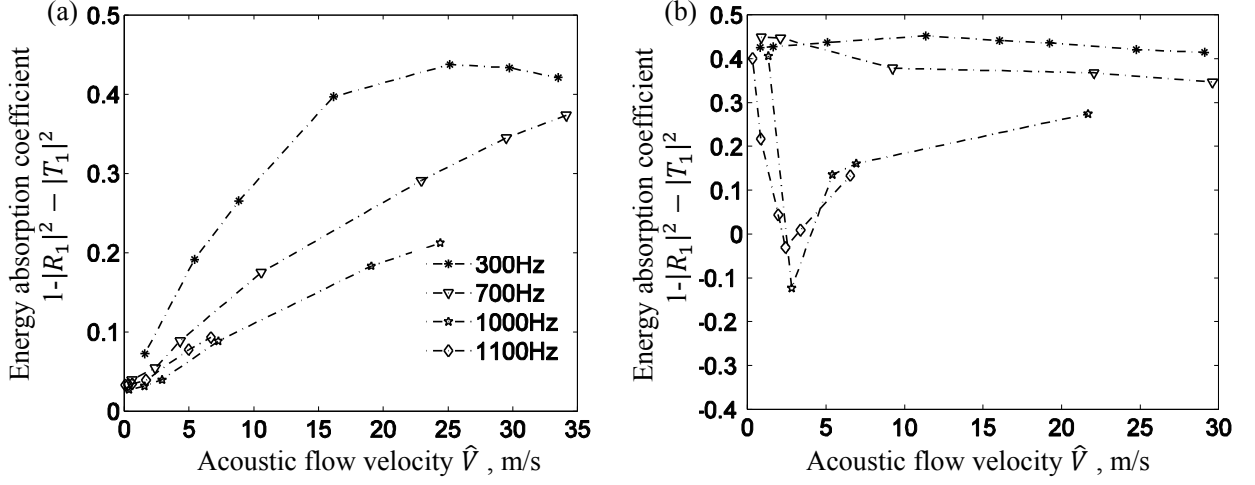 (a)
Energy absorption coefficient
1-|R₁|² − |T₁|²
0.5
0.4
0.3
0.2
0.1
0
0 5 10 15 20 25 30 35
Acoustic flow velocity V̂ , m/s
300Hz
700Hz
1000Hz
1100Hz
(b)
Energy absorption coefficient
1-|R₁|² − |T₁|²
0.5
0.4
0.3
0.2
0.1
0
-0.1
-0.2
-0.3
-0.4
0 5 10 15 20 25 30
Acoustic flow velocity V̂ , m/s